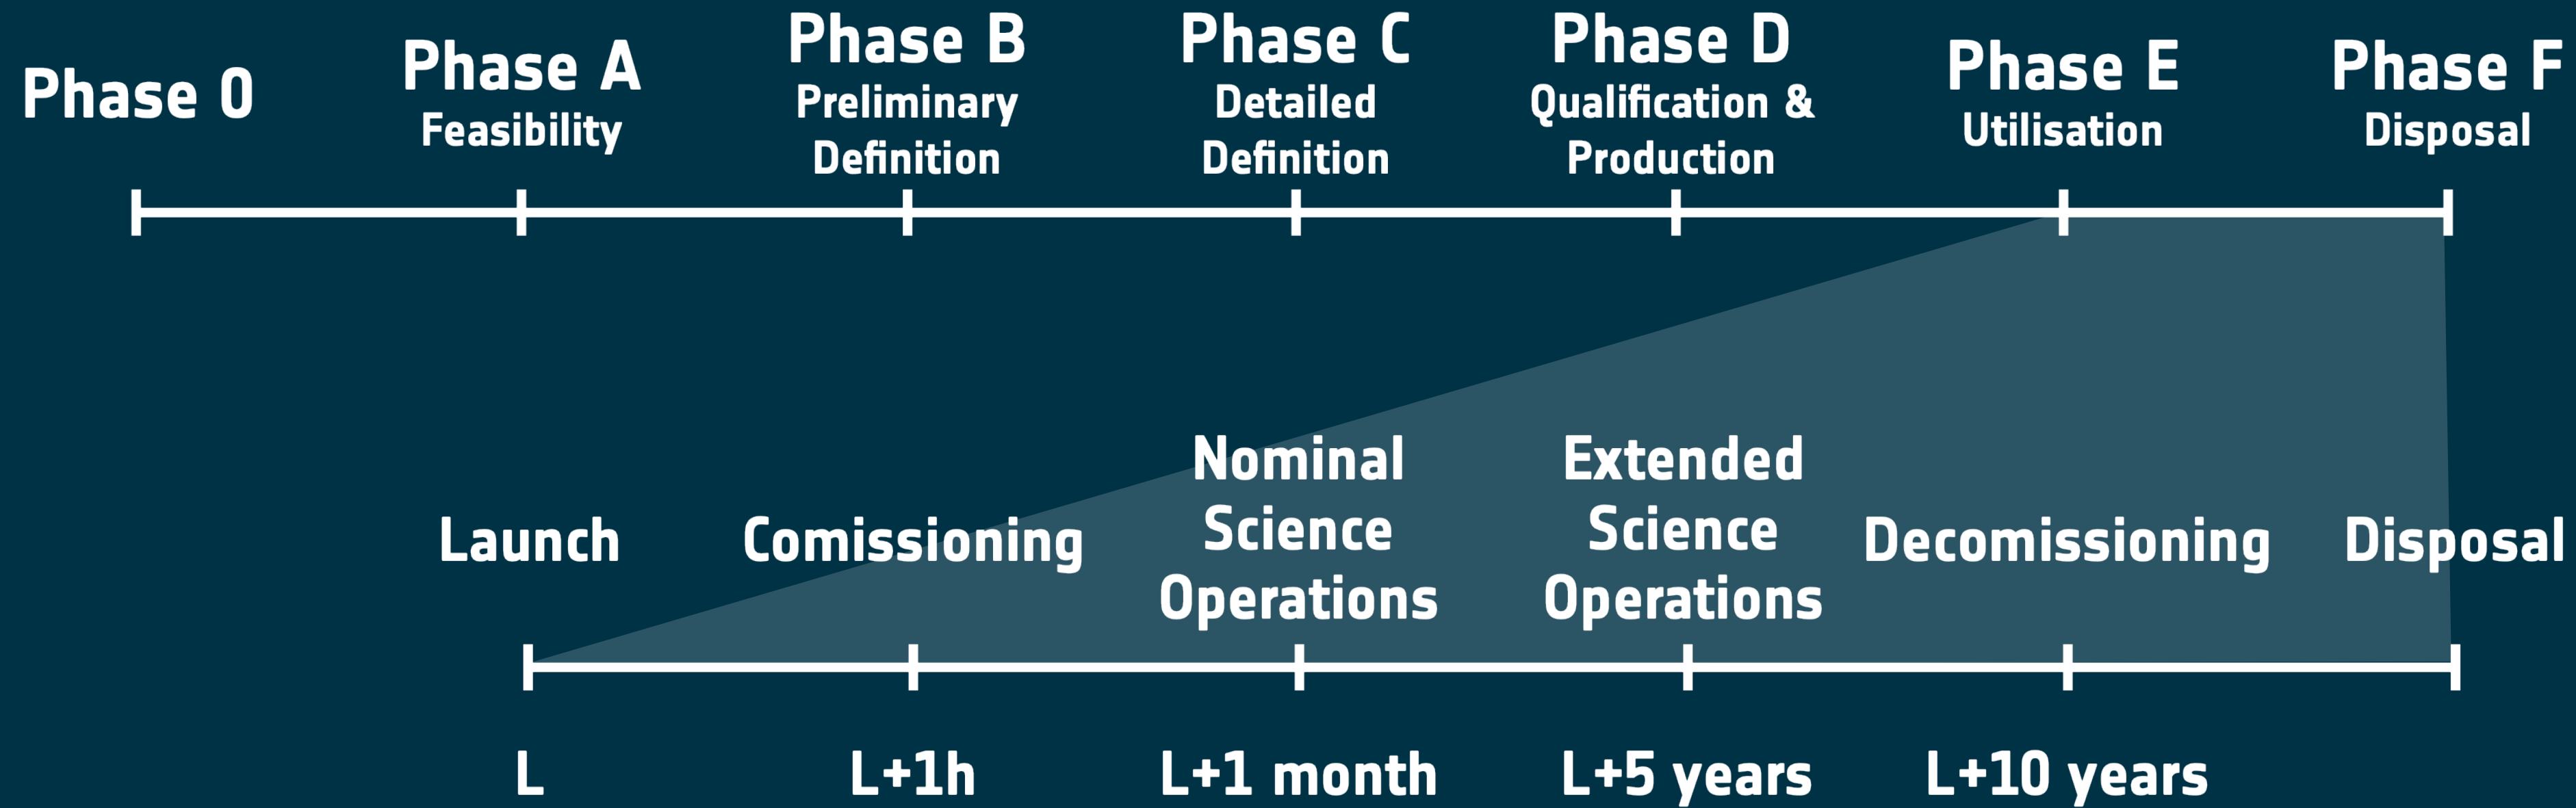 Phase 0
Phase A
Feasibility
Phase B
Preliminary
Definition
Phase C
Detailed
Definition
Phase D
Qualification &
Production
Phase E
Utilisation
Phase F
Disposal
Launch
Comissioning
Nominal
Science
Operations
Extended
Science
Operations
Decomissioning
Disposal
L
L+1h
L+1 month
L+5 years
L+10 years